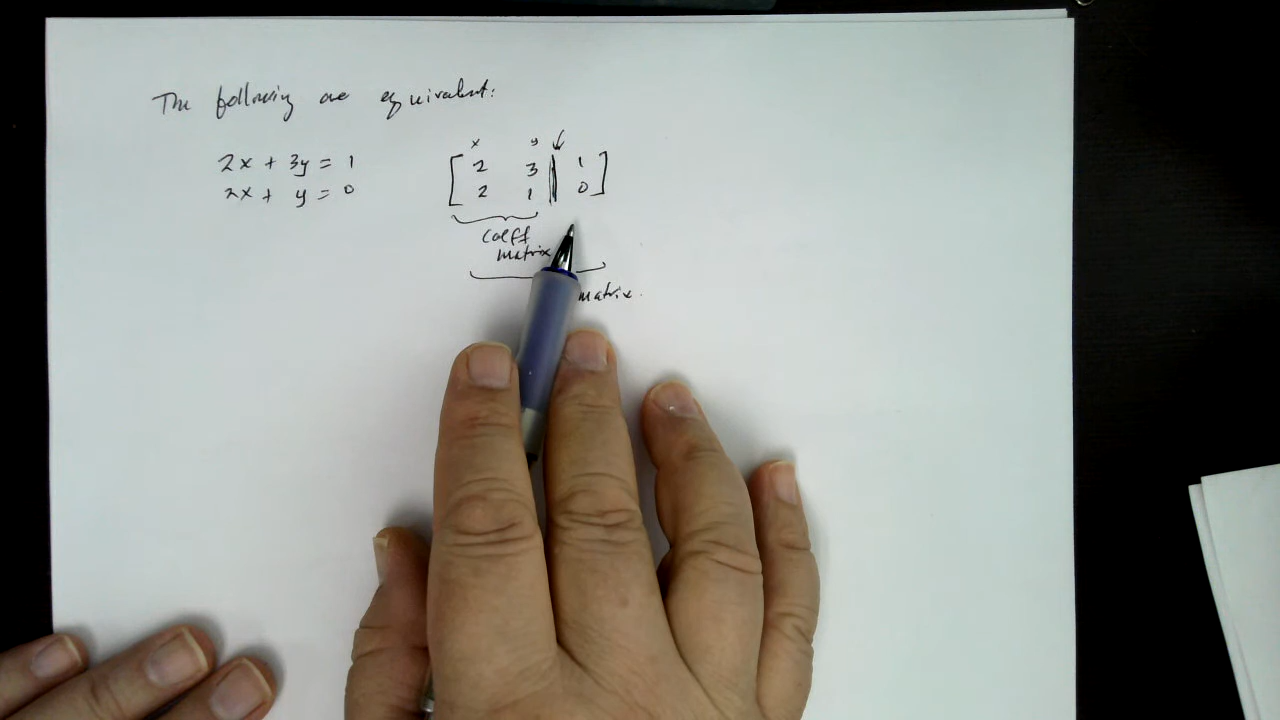 The following are equivalent:
2x + 3y = 1
2x + y = 0
x y
[ 2 3 | 1 ]
[ 2 1 | 0 ]
coeff
matrix
matrix.